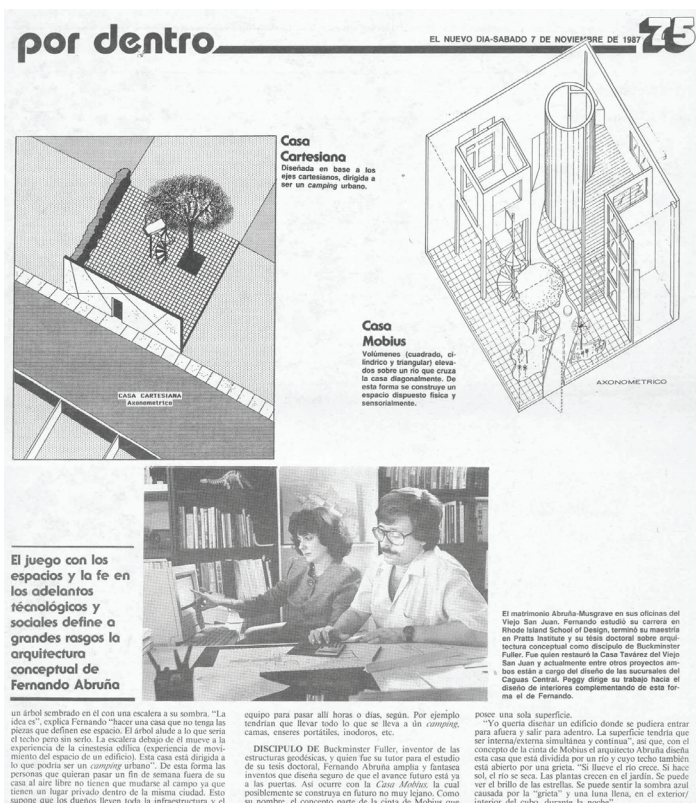 por dentro
EL NUEVO DIA-SABADO 7 DE NOVIEMBRE DE 1987
75
Casa
Cartesiana
Diseñada en base a los
ejes cartesianos, dirigida a
ser un camping urbano.
CASA CARTESIANA
Axonometrico
Casa
Mobius
Volúmenes (cuadrado, ci-
líndrico y triangular) eleva-
dos sobre un río que cruza
la casa diagonalmente. De
esta forma se construye un
espacio dispuesto física y
sensorialmente.
AXONOMETRICO
El juego con los
espacios y la fe en
los adelantos
técnológicos y
sociales define a
grandes rasgos la
arquitectura
conceptual de
Fernando Abruña
El matrimonio Abruña-Musgrave en sus oficinas del
Viejo San Juan. Fernando estudió su carrera en
Rhode Island School of Design, terminó su maestría
en Pratts Institute y su tésis doctoral sobre arqui-
tectura conceptual como discípulo de Buckminster
Fuller. Fue quien restauró la Casa Tavárez del Viejo
San Juan y actualmente entre otros proyectos am-
bos están a cargo del diseño de las sucursales del
Caguas Central. Peggy dirige su trabajo hacia el
diseño de interiores complementando de esta for-
ma el de Fernando.
un árbol sembrado en él con una escalera a su sombra. "La
idea es", explica Fernando "hacer una casa que no tenga las
piezas que definen ese espacio. El árbol alude a lo que sería
el techo pero sin serlo. La escalera debajo de él mueve a la
experiencia de la cinestesia edílica (experiencia de movi-
miento del espacio de un edificio). Esta casa está dirigida a
lo que podría ser un camping urbano". De esta forma las
personas que quieran pasar un fin de semana fuera de su
casa al aire libre no tienen que mudarse al campo ya que
tienen un lugar privado dentro de la misma ciudad. Esto
supone que los dueños lleven toda la infraestructura y el
equipo para pasar allí horas o días, según. Por ejemplo
tendrían que llevar todo lo que se lleva a un camping,
camas, enseres portátiles, inodoros, etc.
DISCIPULO DE Buckminster Fuller, inventor de las
estructuras geodésicas, y quien fue su tutor para el estudio
de su tesis doctoral, Fernando Abruña amplia y fantasea
inventos que diseña seguro de que el avance futuro está ya
a las puertas. Así ocurre con la Casa Mobius, la cual
posiblemente se construya en futuro no muy lejano. Como
su nombre, el concepto parte de la cinta de Mobius que
posee una sola superficie.
"Yo quería diseñar un edificio donde se pudiera entrar
para afuera y salir para adentro. La superficie tendría que
ser interna/externa simultánea y continua", así que, con el
concepto de la cinta de Mobius el arquitecto Abruña diseña
esta casa que está dividida por un río y cuyo techo también
está abierto por una grieta. "Si llueve el río crece. Si hace
sol, el río se seca. Las plantas crecen en el jardín. Se puede
ver el brillo de las estrellas. Se puede sentir la sombra azul
causada por la "grieta" y una luna llena, en el exterior/
interior del cubo durante la noche".